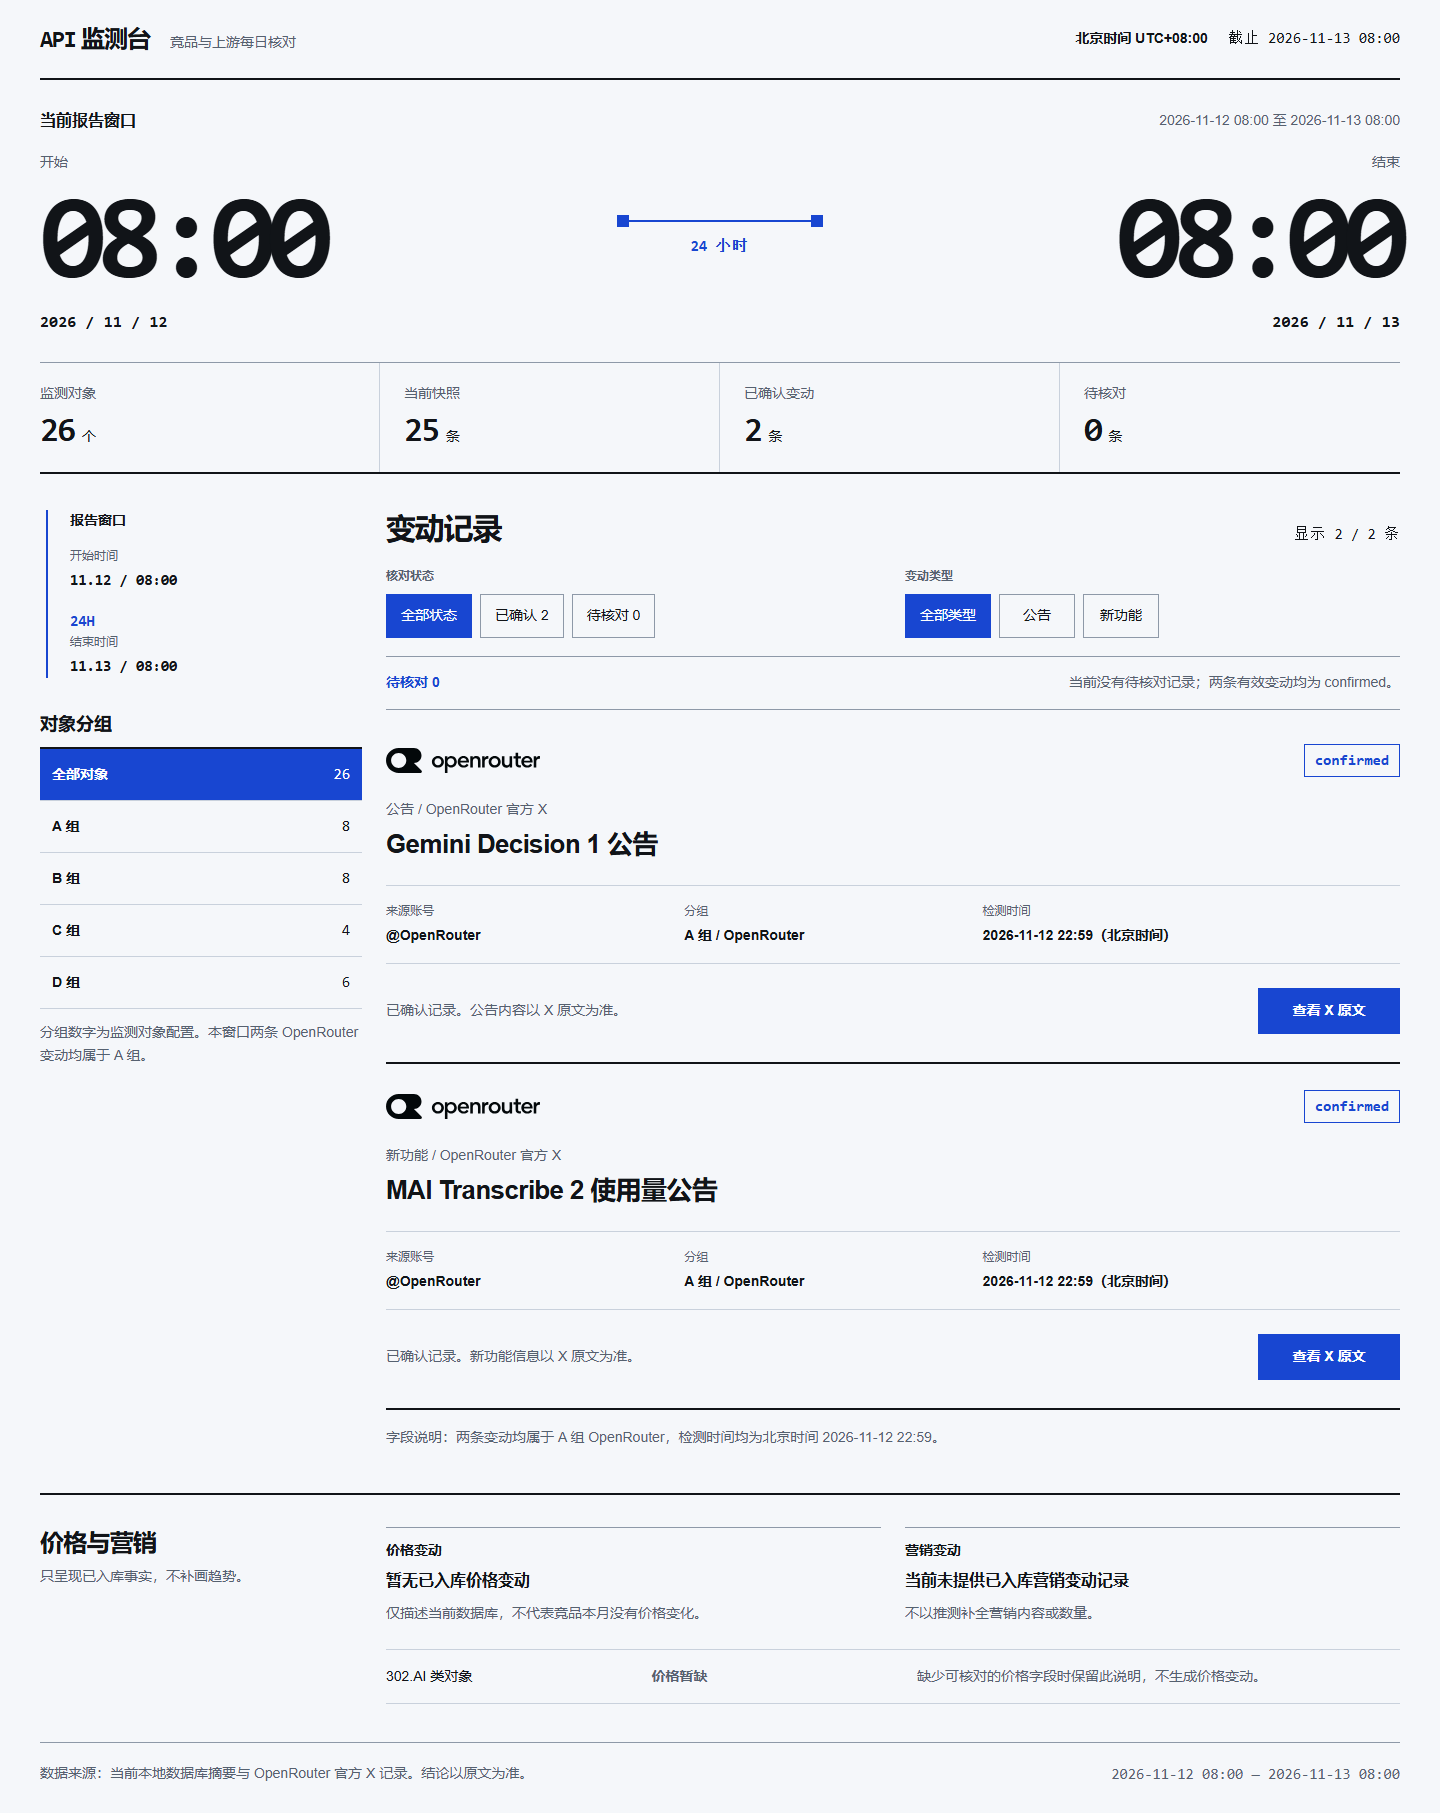 API 监测台 竞品与上游每日核对 北京时间 UTC+08:00 截止 2026-11-13 08:00
当前报告窗口 2026-11-12 08:00 至 2026-11-13 08:00
开始 结束
08:00 24 小时 08:00
2026 / 11 / 12 2026 / 11 / 13
监测对象 当前快照 已确认变动 待核对
26 个 25 条 2 条 0 条
报告窗口
开始时间
11.12 / 08:00
24H
结束时间
11.13 / 08:00
对象分组
全部对象 26
A 组 8
B 组 8
C 组 4
D 组 6
分组数字为监测对象配置。本窗口两条 OpenRouter
变动均属于 A 组。
变动记录 显示 2 / 2 条
核对状态 变动类型
全部状态 已确认 2 待核对 0 全部类型 公告 新功能
待核对 0 当前没有待核对记录；两条有效变动均为 confirmed。
openrouter confirmed
公告 / OpenRouter 官方 X
Gemini Decision 1 公告
来源账号 分组 检测时间
@OpenRouter A 组 / OpenRouter 2026-11-12 22:59（北京时间）
已确认记录。公告内容以 X 原文为准。 查看 X 原文
openrouter confirmed
新功能 / OpenRouter 官方 X
MAI Transcribe 2 使用量公告
来源账号 分组 检测时间
@OpenRouter A 组 / OpenRouter 2026-11-12 22:59（北京时间）
已确认记录。新功能信息以 X 原文为准。 查看 X 原文
字段说明：两条变动均属于 A 组 OpenRouter，检测时间均为北京时间 2026-11-12 22:59。
价格与营销
只呈现已入库事实，不补画趋势。
价格变动 营销变动
暂无已入库价格变动 当前未提供已入库营销变动记录
仅描述当前数据库，不代表竞品本月没有价格变化。 不以推测补全营销内容或数量。
302.AI 类对象 价格暂缺 缺少可核对的价格字段时保留此说明，不生成价格变动。
数据来源：当前本地数据库摘要与 OpenRouter 官方 X 记录。结论以原文为准。 2026-11-12 08:00 — 2026-11-13 08:00